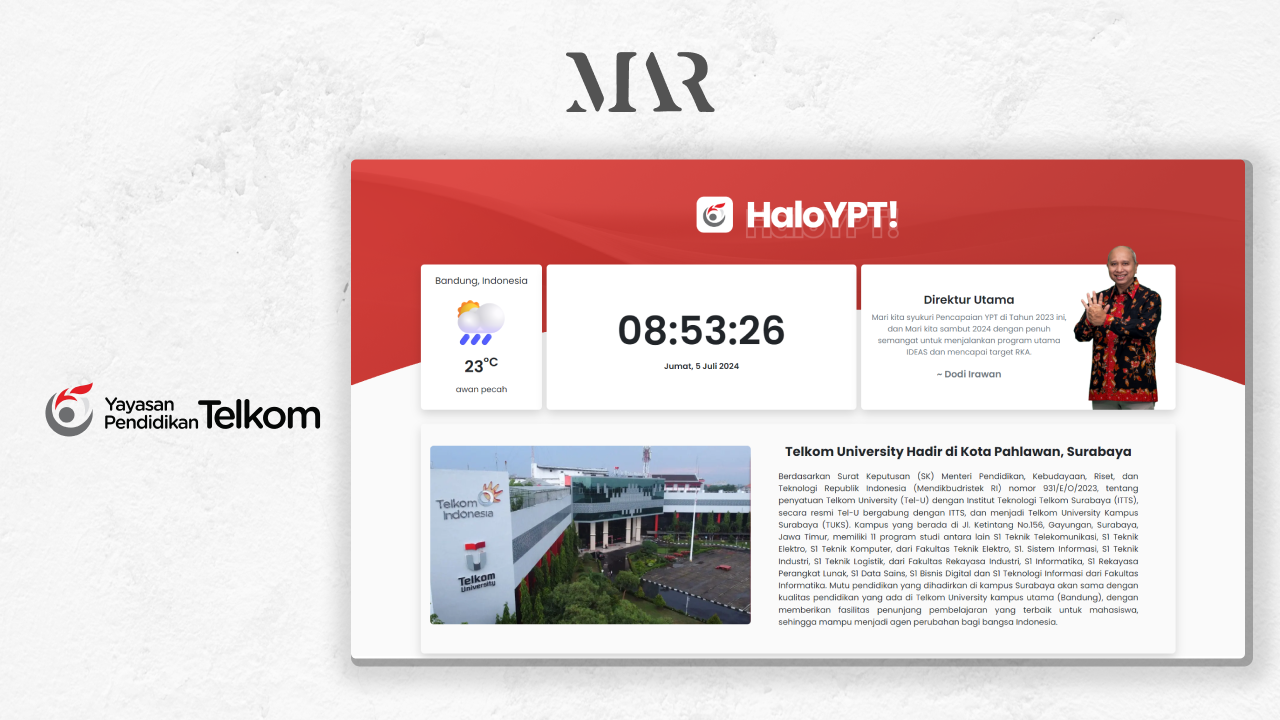 MAR
HaloYPT!
Yayasan
Pendidikan Telkom
Bandung, Indonesia
23°C
awan pecah
08:53:26
Jumat, 5 Juli 2024
Direktur Utama
Mari kita syukuri Pencapaian YPT di Tahun 2023 ini,
dan Mari kita sambut 2024 dengan penuh
semangat untuk menjalankan program utama
IDEAS dan mencapai target RKA.
~ Dodi Irawan
Telkom
Indonesia
Telkom
University
Telkom University Hadir di Kota Pahlawan, Surabaya
Berdasarkan Surat Keputusan (SK) Menteri Pendidikan, Kebudayaan, Riset, dan
Teknologi Republik Indonesia (Mendikbudristek RI) nomor 931/E/O/2023, tentang
penyatuan Telkom University (Tel-U) dengan Institut Teknologi Telkom Surabaya (ITTS),
secara resmi Tel-U bergabung dengan ITTS, dan menjadi Telkom University Kampus
Surabaya (TUKS). Kampus yang berada di Jl. Ketintang No.156, Gayungan, Surabaya,
Jawa Timur, memiliki 11 program studi antara lain S1 Teknik Telekomunikasi, S1 Teknik
Elektro, S1 Teknik Komputer, dari Fakultas Teknik Elektro, S1. Sistem Informasi, S1 Teknik
Industri, S1 Teknik Logistik, dari Fakultas Rekayasa Industri, S1 Informatika, S1 Rekayasa
Perangkat Lunak, S1 Data Sains, S1 Bisnis Digital dan S1 Teknologi Informasi dari Fakultas
Informatika. Mutu pendidikan yang dihadirkan di kampus Surabaya akan sama dengan
kualitas pendidikan yang ada di Telkom University kampus utama (Bandung), dengan
memberikan fasilitas penunjang pembelajaran yang terbaik untuk mahasiswa,
sehingga mampu menjadi agen perubahan bagi bangsa Indonesia.